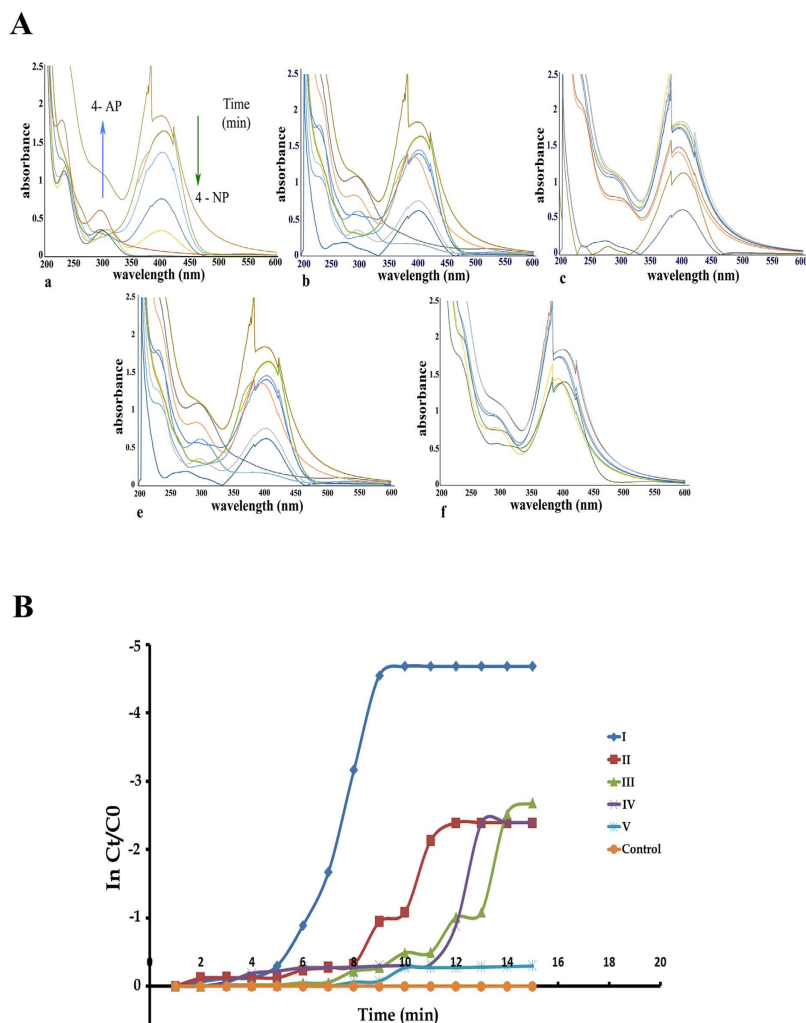 A
2.5
2
1.5
1
0.5
0
absorbance
4- AP
Time
(min)
4 - NP
200 250 300 350 400 450 500 550 600
wavelength (nm)
a
2.5
2
1.5
1
0.5
0
absorbance
200 250 300 350 400 450 500 550 600
wavelength (nm)
b
2.5
2
1.5
1
0.5
0
absorbance
200 250 300 350 400 450 500 550 600
wavelength (nm)
c
2.5
2
1.5
1
0.5
0
absorbance
200 250 300 350 400 450 500 550 600
wavelength (nm)
e
2.5
2
1.5
1
0.5
0
absorbance
200 250 300 350 400 450 500 550 600
wavelength (nm)
f
B
-5
-4
-3
-2
-1
0
In Ct/C0
0 2 4 6 8 10 12 14 16 18 20
Time (min)
I
II
III
IV
V
Control